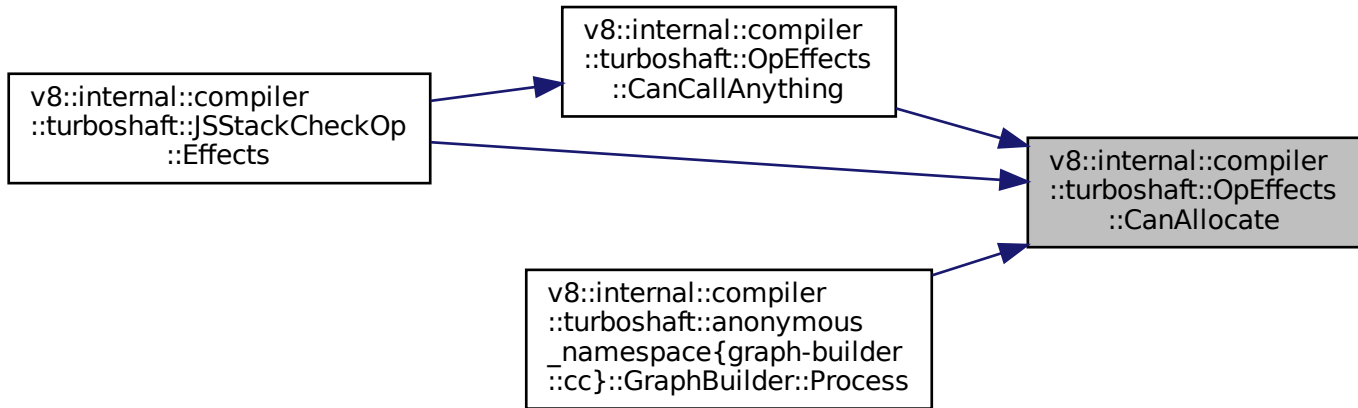 v8::internal::compiler
::turboshaft::OpEffects
::CanCallAnything
v8::internal::compiler
::turboshaft::JSStackCheckOp
::Effects
v8::internal::compiler
::turboshaft::OpEffects
::CanAllocate
v8::internal::compiler
::turboshaft::anonymous
_namespace{graph-builder
::cc}::GraphBuilder::Process